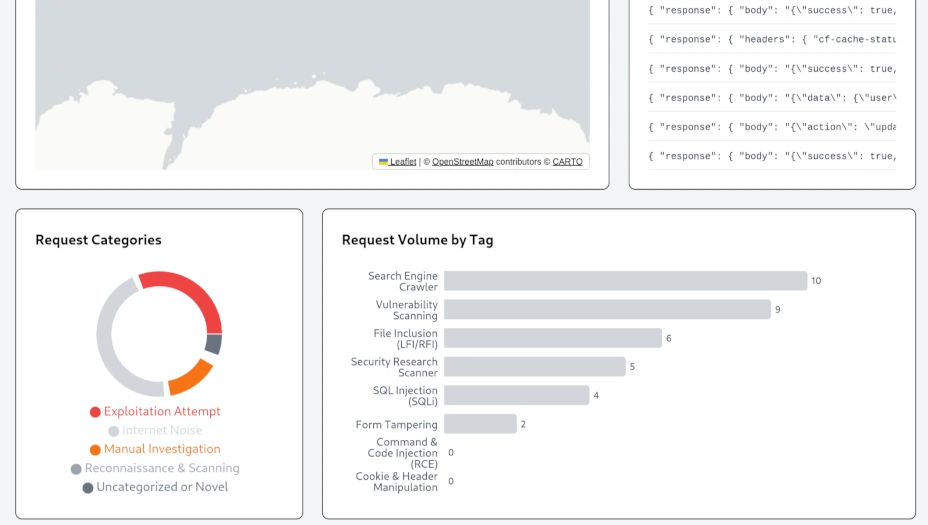 { "response": { "body": "{\"success\": true,
{ "response": { "headers": { "cf-cache-statu
{ "response": { "body": "{\"success\": true,
{ "response": { "body": "{\"data\": {\"user\
{ "response": { "body": "{\"action\": \"upda
{ "response": { "body": "{\"success\": true,
Leaflet | © OpenStreetMap contributors © CARTO
Request Categories
Exploitation Attempt
Internet Noise
Manual Investigation
Reconnaissance & Scanning
Uncategorized or Novel
Request Volume by Tag
Search Engine
Crawler
10
Vulnerability
Scanning
9
File Inclusion
(LFI/RFI)
6
Security Research
Scanner
5
SQL Injection
(SQLi)
4
Form Tampering
2
Command &
Code Injection
(RCE)
0
Cookie & Header
Manipulation
0